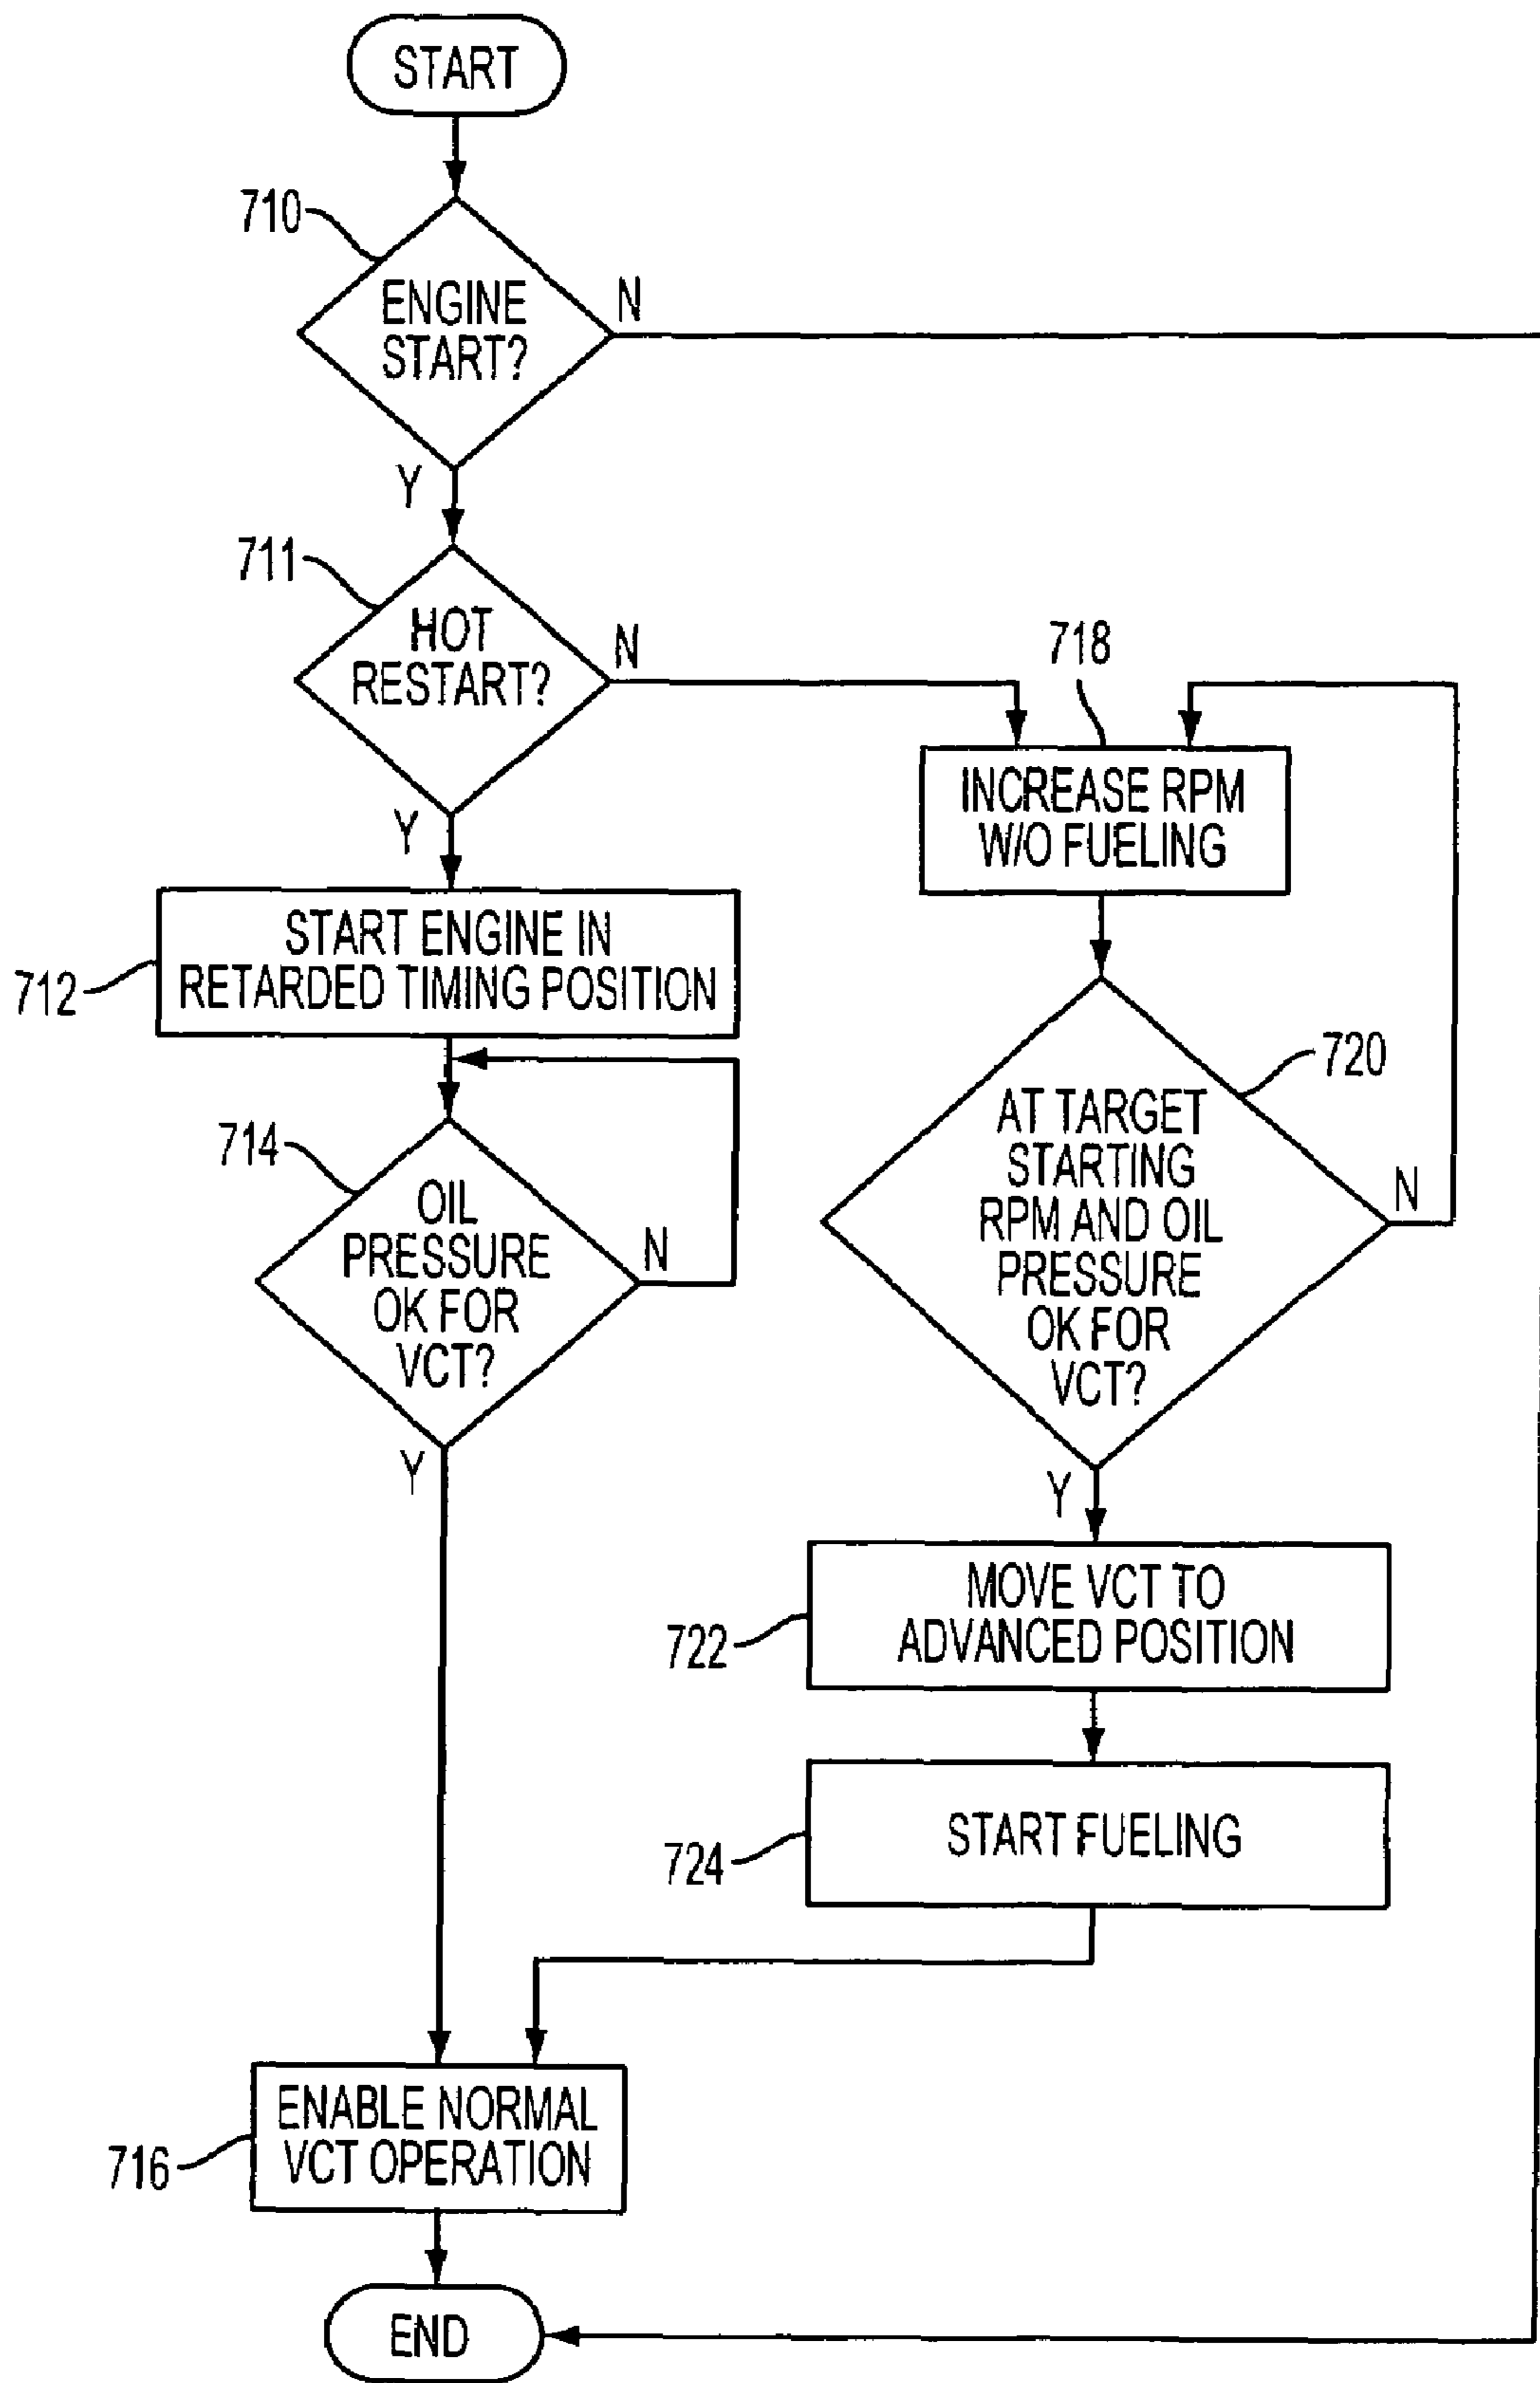 START
710
ENGINE
START?
N
Y
711
HOT
RESTART?
N
Y
718
INCREASE RPM
W/O FUELING
712
START ENGINE IN
RETARDED TIMING POSITION
720
AT TARGET
STARTING
RPM AND OIL
PRESSURE
OK FOR
VCT?
N
Y
714
OIL
PRESSURE
OK FOR
VCT?
N
Y
722
MOVE VCT TO
ADVANCED POSITION
724
START FUELING
716
ENABLE NORMAL
VCT OPERATION
END